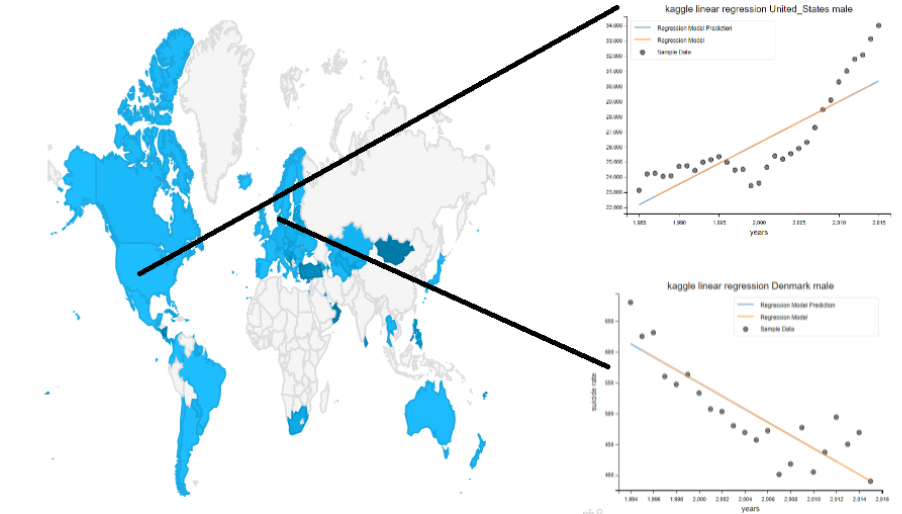 kaggle linear regression United_States male
Regression Model Prediction
Regression Model
Sample Data
34,000
33,000
32,000
31,000
30,000
29,000
28,000
27,000
26,000
25,000
24,000
23,000
22,000
1,985 1,990 1,995 2,000 2,005 2,010 2,015
years
kaggle linear regression Denmark male
Regression Model Prediction
Regression Model
Sample Data
suicide rate
650
600
550
500
450
400
1,994 1,996 1,998 2,000 2,002 2,004 2,006 2,008 2,010 2,012 2,014 2,016
years